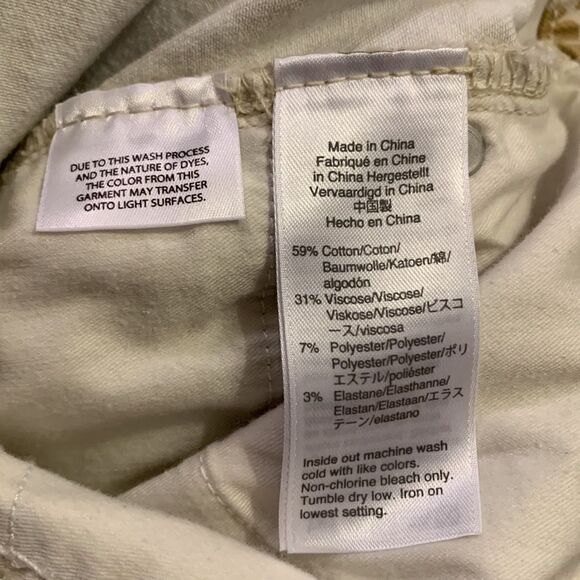 DUE TO THIS WASH PROCESS
AND THE NATURE OF DYES,
THE COLOR FROM THIS
GARMENT MAY TRANSFER
ONTO LIGHT SURFACES.
Made in China
Fabriqué en Chine
in China Hergestellt
Vervaardigd in China
中国製
Hecho en China
59% Cotton/Coton/
Baumwolle/Katoen/綿/
algodón
31% Viscose/Viscose/
Viskose/Viscose/ビスコ
ース/viscosa
7% Polyester/Polyester/
Polyester/Polyester/ポリ
エステル/poliéster
3% Elastane/Élasthanne/
Elastan/Elastaan/エラス
テーン/elastano
Inside out machine wash
cold with like colors.
Non-chlorine bleach only.
Tumble dry low. Iron on
lowest setting.